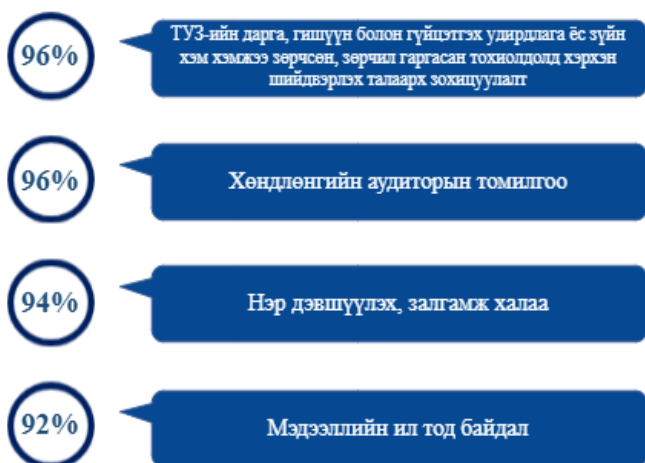 96%
ТУЗ-ийн дарга, гишүүн болон гүйцэтгэх удирдлага ёс зүйн
хэм хэмжээ зөрчсөн, зөрчил гаргасан тохиолдолд хэрхэн
шийдвэрлэх талаарх зохицуулалт
96%
Хөндлөнгийн аудиторын томилгоо
94%
Нэр дэвшүүлэх, залгамж халаа
92%
Мэдээллийн ил тод байдал